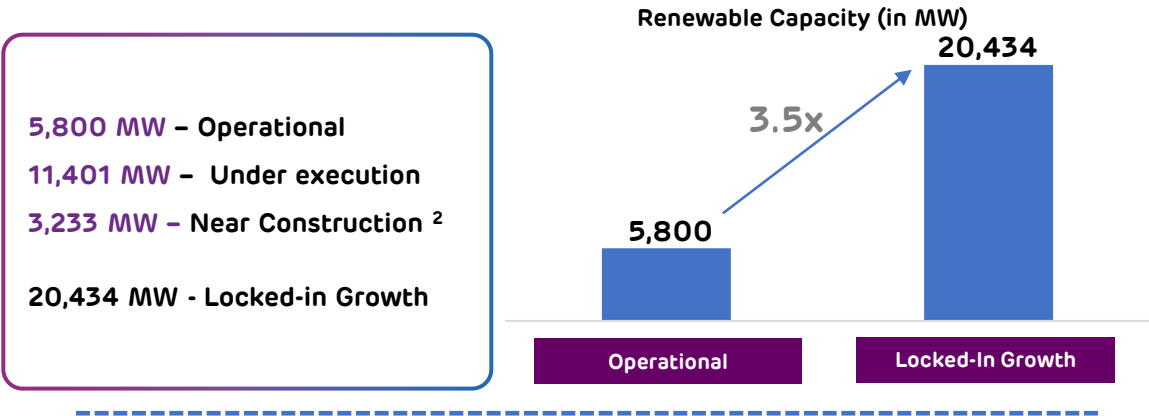 5,800 MW – Operational
11,401 MW – Under execution
3,233 MW – Near Construction ²
20,434 MW - Locked-in Growth
Renewable Capacity (in MW)
20,434
3.5x
5,800
Operational
Locked-In Growth